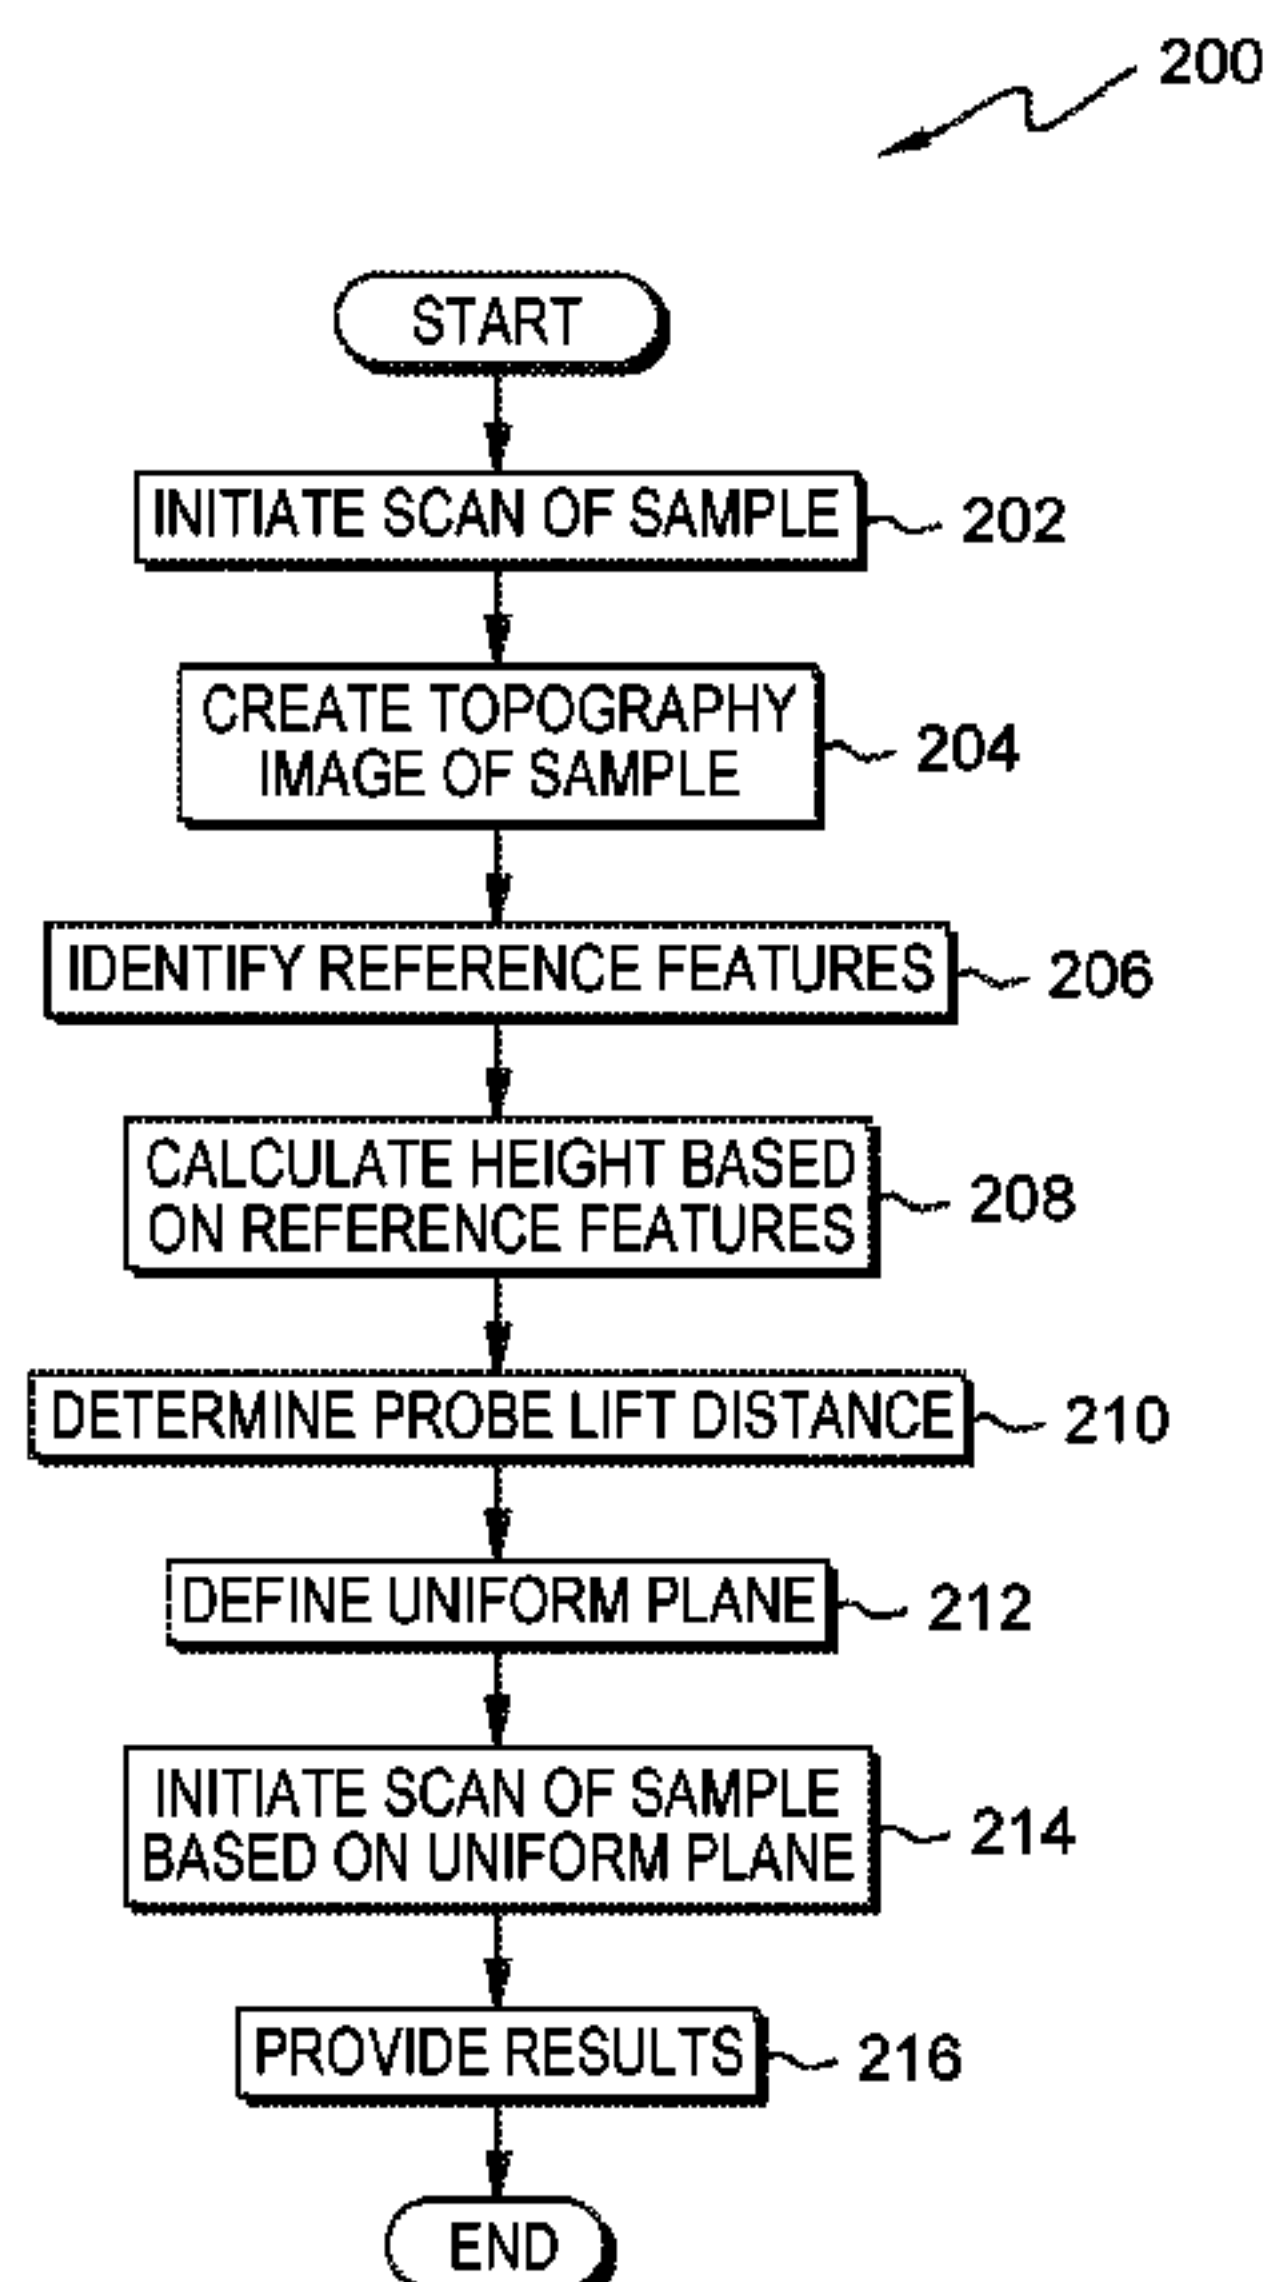 200
START
INITIATE SCAN OF SAMPLE
202
CREATE TOPOGRAPHY
IMAGE OF SAMPLE
204
IDENTIFY REFERENCE FEATURES
206
CALCULATE HEIGHT BASED
ON REFERENCE FEATURES
208
DETERMINE PROBE LIFT DISTANCE
210
DEFINE UNIFORM PLANE
212
INITIATE SCAN OF SAMPLE
BASED ON UNIFORM PLANE
214
PROVIDE RESULTS
216
END